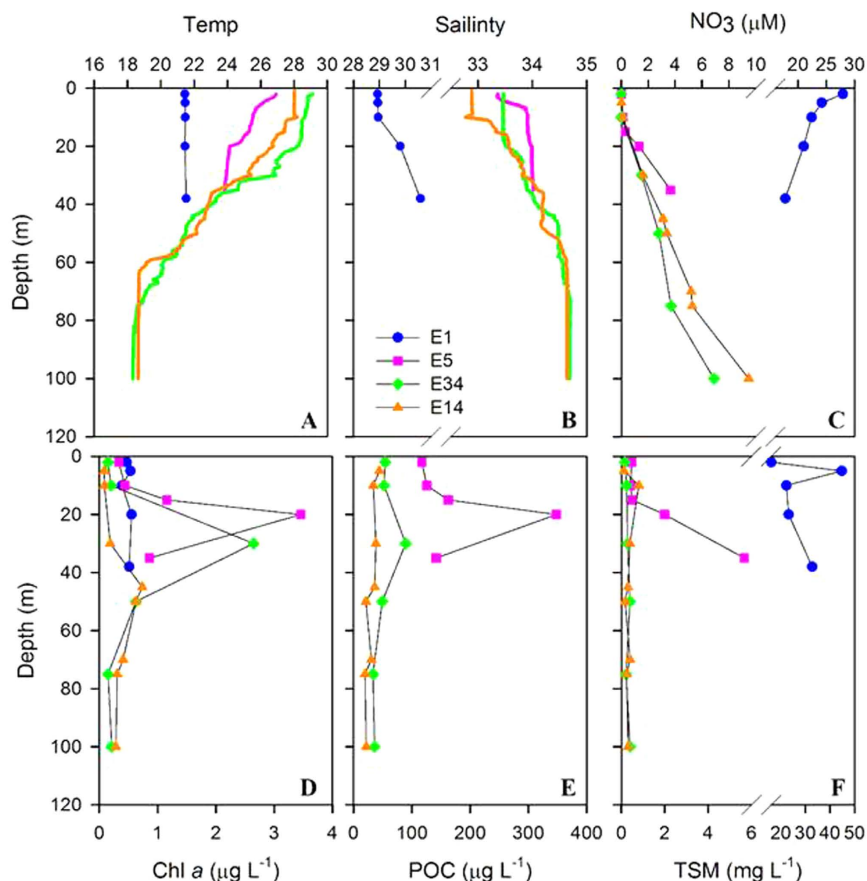 Temp Sailinity NO3 (μM)
16 18 20 22 24 26 28 30 28 29 30 31 33 34 35 0 2 4 6 8 10 20 25 30
0
20
40
60
80
100
120
Depth (m)
E1
E5
E34
E14
A B C
0
20
40
60
80
100
120
Depth (m)
D E F
0 1 2 3 4 0 100 200 300 400 0 2 4 6 20 30 40 50
Chl a (μg L-1) POC (μg L-1) TSM (mg L-1)